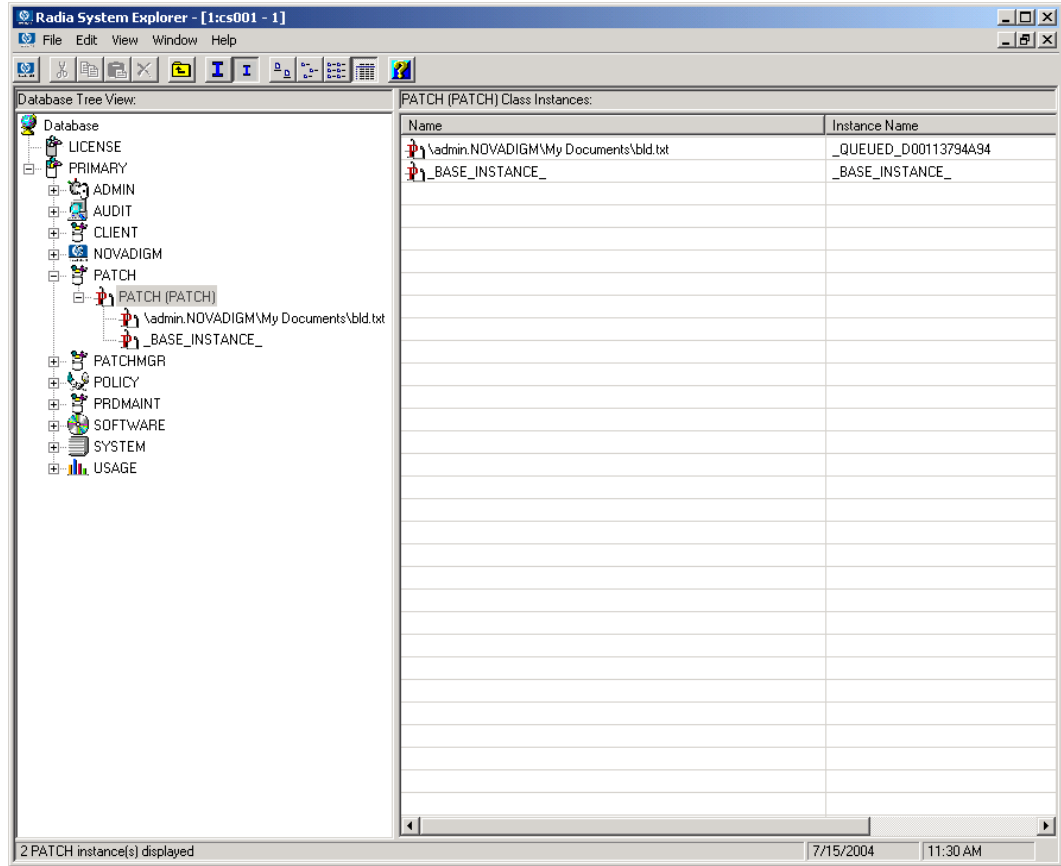 Radia System Explorer - [1:cs001 - 1]
File Edit View Window Help
Database Tree View:
PATCH (PATCH) Class Instances:
Database
LICENSE
PRIMARY
ADMIN
AUDIT
CLIENT
NOVADIGM
PATCH
PATCH (PATCH)
\admin.NOVADIGM\My Documents\bld.txt
_BASE_INSTANCE_
PATCHMGR
POLICY
PRDMAINT
SOFTWARE
SYSTEM
USAGE
Name Instance Name
\admin.NOVADIGM\My Documents\bld.txt _QUEUED_D00113794A94
_BASE_INSTANCE_ _BASE_INSTANCE_
2 PATCH instance(s) displayed 7/15/2004 11:30 AM